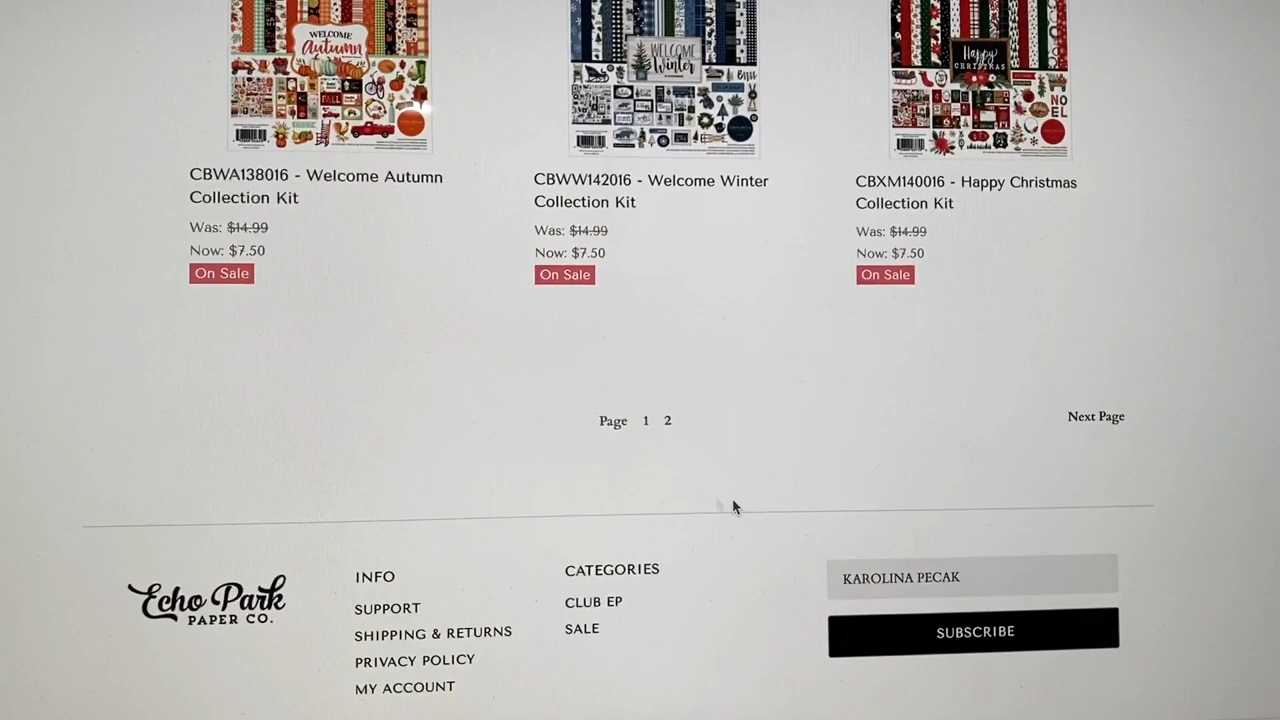 WELCOME
Autumn
FALL
WELCOME
Winter
Happy
CHRISTMAS
NO
EL
CBWA138016 - Welcome Autumn
Collection Kit
Was: $14.99
Now: $7.50
On Sale
CBWW142016 - Welcome Winter
Collection Kit
Was: $14.99
Now: $7.50
On Sale
CBXM140016 - Happy Christmas
Collection Kit
Was: $14.99
Now: $7.50
On Sale
Page 1 2
Next Page
Echo Park
PAPER CO.
INFO
SUPPORT
SHIPPING & RETURNS
PRIVACY POLICY
MY ACCOUNT
CATEGORIES
CLUB EP
SALE
KAROLINA PECAK
SUBSCRIBE